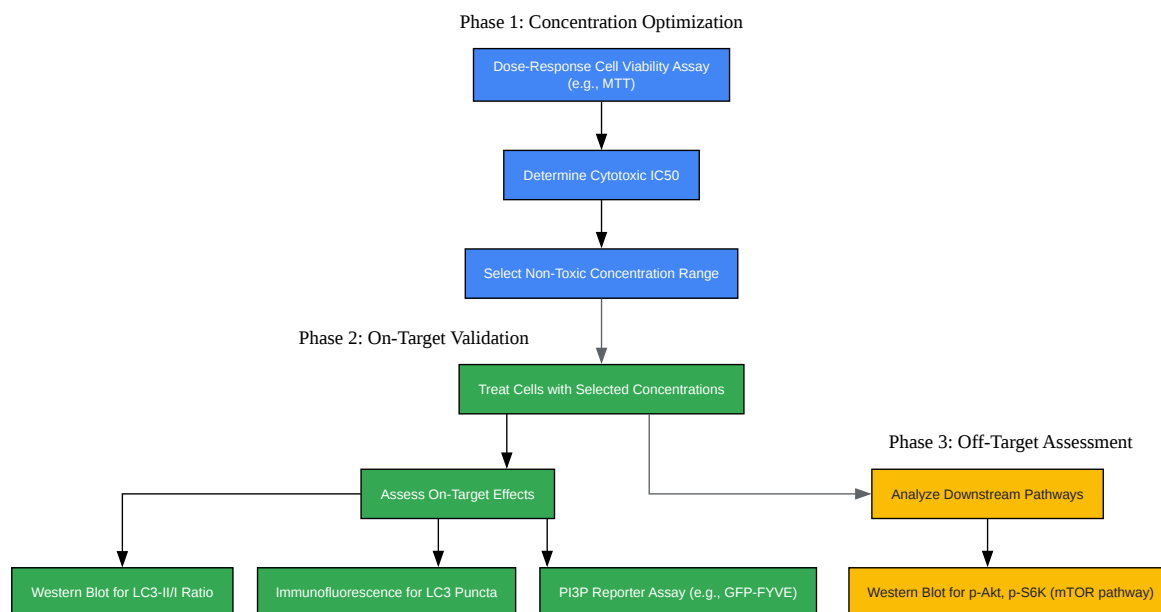 Phase 1: Concentration Optimization
Dose-Response Cell Viability Assay
(e.g., MTT)
Determine Cytotoxic IC50
Select Non-Toxic Concentration Range
Phase 2: On-Target Validation
Treat Cells with Selected Concentrations
Phase 3: Off-Target Assessment
Assess On-Target Effects
Analyze Downstream Pathways
Western Blot for LC3-II/I Ratio
Immunofluorescence for LC3 Puncta
PI3P Reporter Assay (e.g., GFP-FYVE)
Western Blot for p-Akt, p-S6K (mTOR pathway)